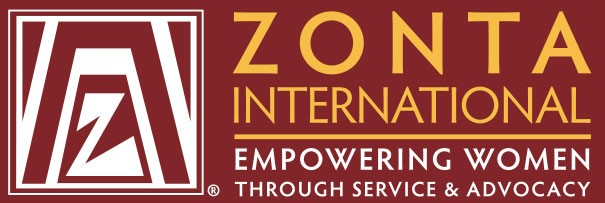 Z
®
ZONTA
INTERNATIONAL
EMPOWERING WOMEN
THROUGH SERVICE & ADVOCACY